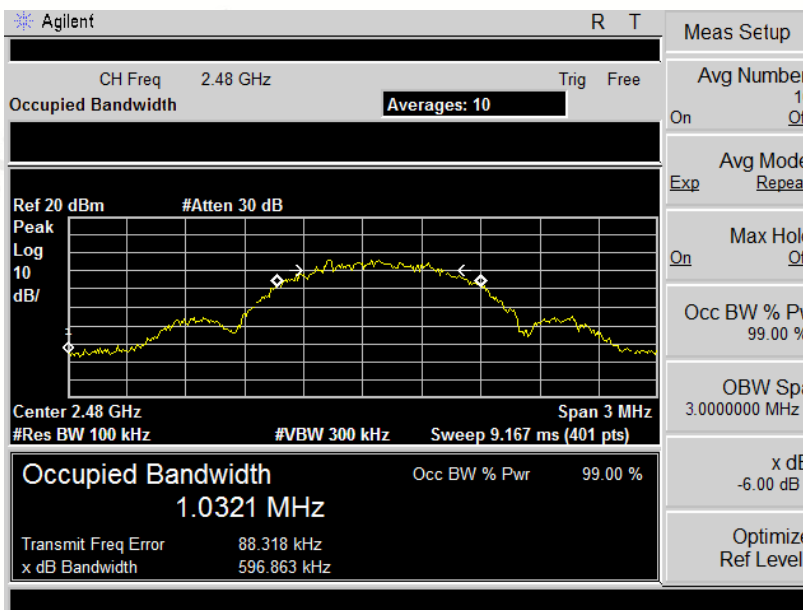 Agilent R T
CH Freq 2.48 GHz Trig Free
Occupied Bandwidth Averages: 10
Ref 20 dBm #Atten 30 dB
Peak
Log
10
dB/
Center 2.48 GHz Span 3 MHz
#Res BW 100 kHz #VBW 300 kHz Sweep 9.167 ms (401 pts)
Occupied Bandwidth Occ BW % Pwr 99.00 %
1.0321 MHz
Transmit Freq Error 88.318 kHz
x dB Bandwidth 596.863 kHz
Meas Setup
Avg Number
On
Avg Mode
Exp Repea
Max Hol
On
Occ BW % P
99.00 %
OBW Spa
3.0000000 MHz
x dB
-6.00 dB
Optimize
Ref Level